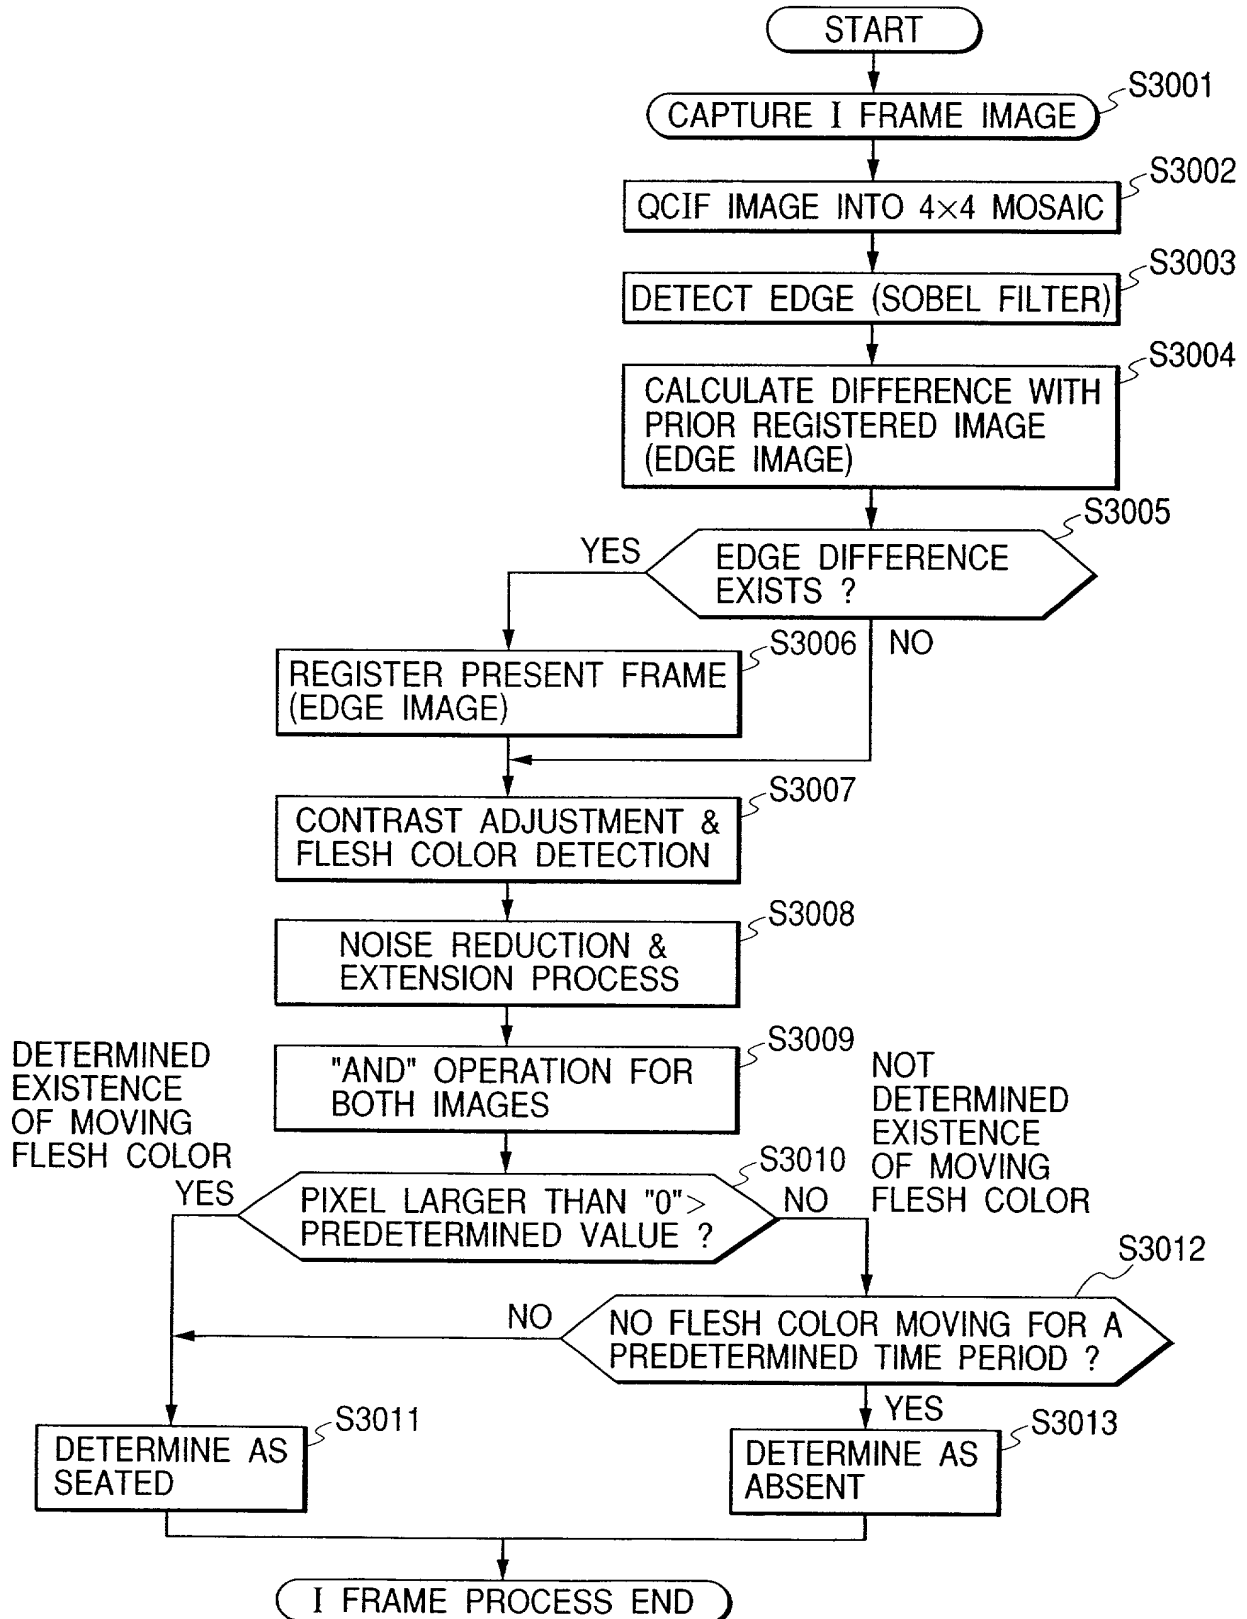 START
S3001
CAPTURE I FRAME IMAGE
S3002
QCIF IMAGE INTO 4×4 MOSAIC
S3003
DETECT EDGE (SOBEL FILTER)
S3004
CALCULATE DIFFERENCE WITH
PRIOR REGISTERED IMAGE
(EDGE IMAGE)
S3005
YES
EDGE DIFFERENCE
EXISTS ?
NO
S3006
REGISTER PRESENT FRAME
(EDGE IMAGE)
S3007
CONTRAST ADJUSTMENT &
FLESH COLOR DETECTION
S3008
NOISE REDUCTION &
EXTENSION PROCESS
S3009
"AND" OPERATION FOR
BOTH IMAGES
DETERMINED
EXISTENCE
OF MOVING
FLESH COLOR
NOT
DETERMINED
EXISTENCE
OF MOVING
FLESH COLOR
S3010
YES
PIXEL LARGER THAN "0">
PREDETERMINED VALUE ?
NO
S3012
NO
NO FLESH COLOR MOVING FOR A
PREDETERMINED TIME PERIOD ?
YES
S3011
DETERMINE AS
SEATED
S3013
DETERMINE AS
ABSENT
I FRAME PROCESS END